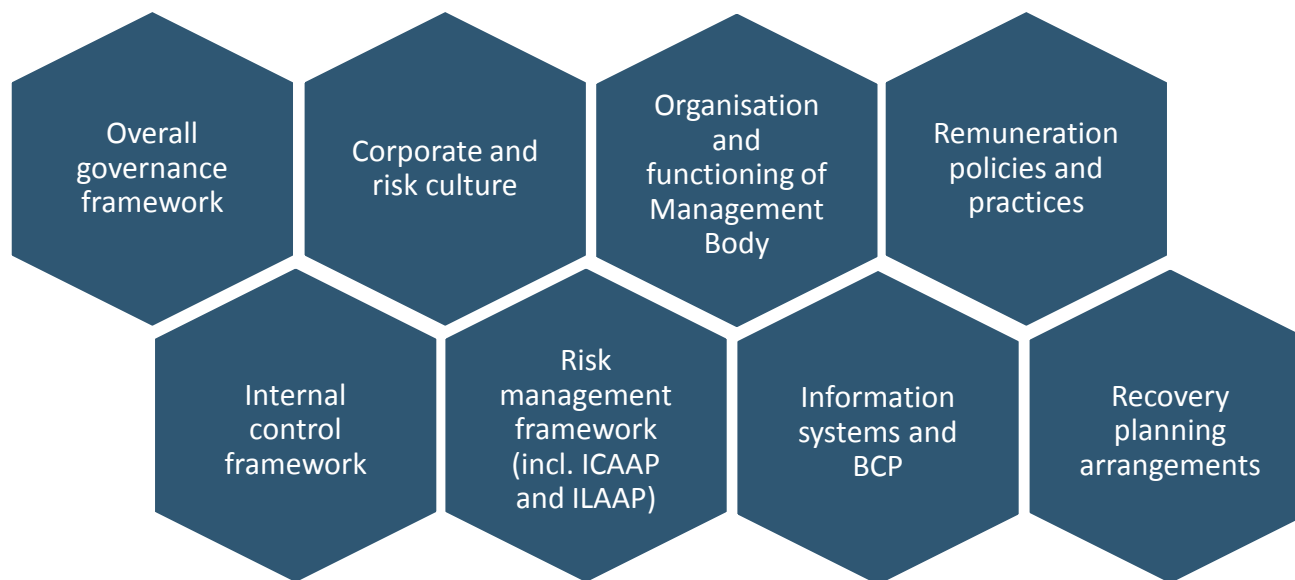 Overall
governance
framework
Corporate and
risk culture
Organisation
and
functioning of
Management
Body
Remuneration
policies and
practices
Internal
control
framework
Risk
management
framework
(incl. ICAAP
and ILAAP)
Information
systems and
BCP
Recovery
planning
arrangements